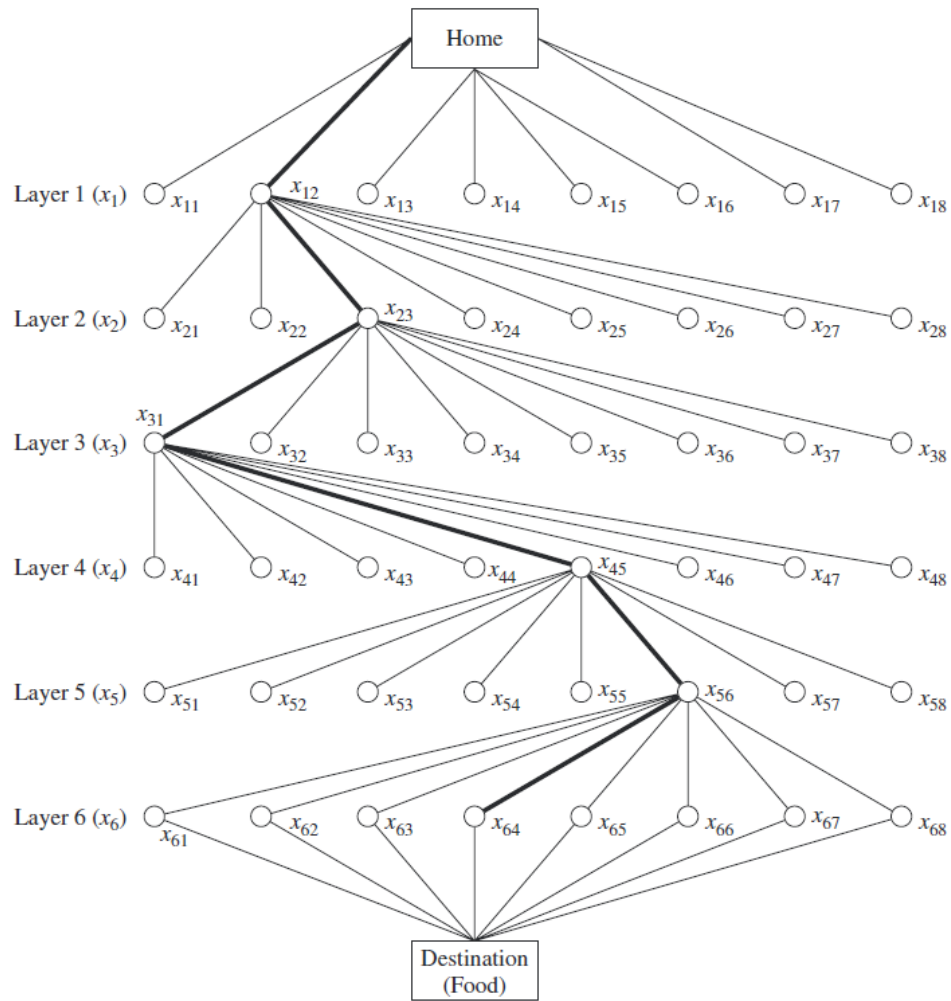 Home
Layer 1 (x₁) x₁₁ x₁₂ x₁₃ x₁₄ x₁₅ x₁₆ x₁₇ x₁₈
Layer 2 (x₂) x₂₁ x₂₂ x₂₃ x₂₄ x₂₅ x₂₆ x₂₇ x₂₈
x₃₁
Layer 3 (x₃) x₃₂ x₃₃ x₃₄ x₃₅ x₃₆ x₃₇ x₃₈
Layer 4 (x₄) x₄₁ x₄₂ x₄₃ x₄₄ x₄₅ x₄₆ x₄₇ x₄₈
Layer 5 (x₅) x₅₁ x₅₂ x₅₃ x₅₄ x₅₅ x₅₆ x₅₇ x₅₈
Layer 6 (x₆) x₆₁ x₆₂ x₆₃ x₆₄ x₆₅ x₆₆ x₆₇ x₆₈
Destination
(Food)